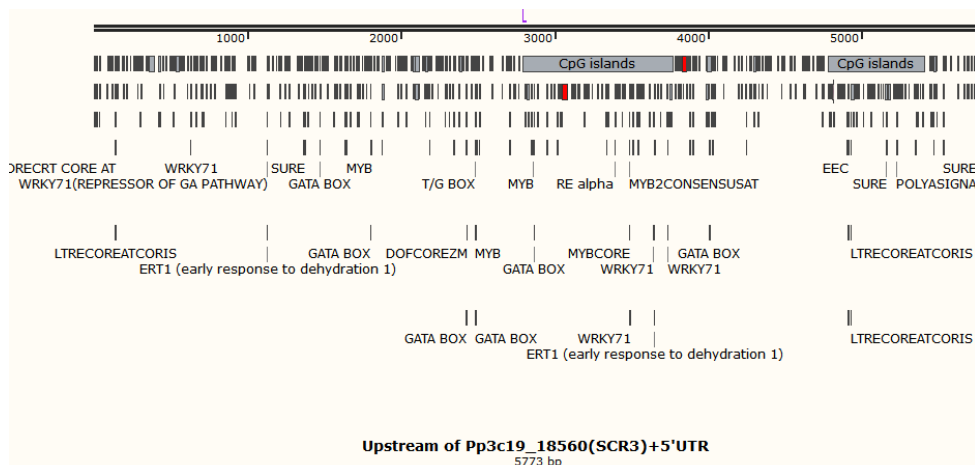 1000 2000 3000 4000 5000
CpG islands CpG islands
ORECRT CORE AT WRKY71 SURE MYB EEC SURE
WRKY71(REPRESSOR OF GA PATHWAY) GATA BOX T/G BOX MYB RE alpha MYB2CONSENSUSAT SURE POLYASIGNA
LTRECOREATCORIS GATA BOX DOFCOREZM MYB MYBCORE GATA BOX LTRECOREATCORIS
ERT1 (early response to dehydration 1) GATA BOX WRKY71 WRKY71
GATA BOX GATA BOX WRKY71 LTRECOREATCORIS
ERT1 (early response to dehydration 1)
Upstream of Pp3c19_18560(SCR3)+5'UTR
5773 bp